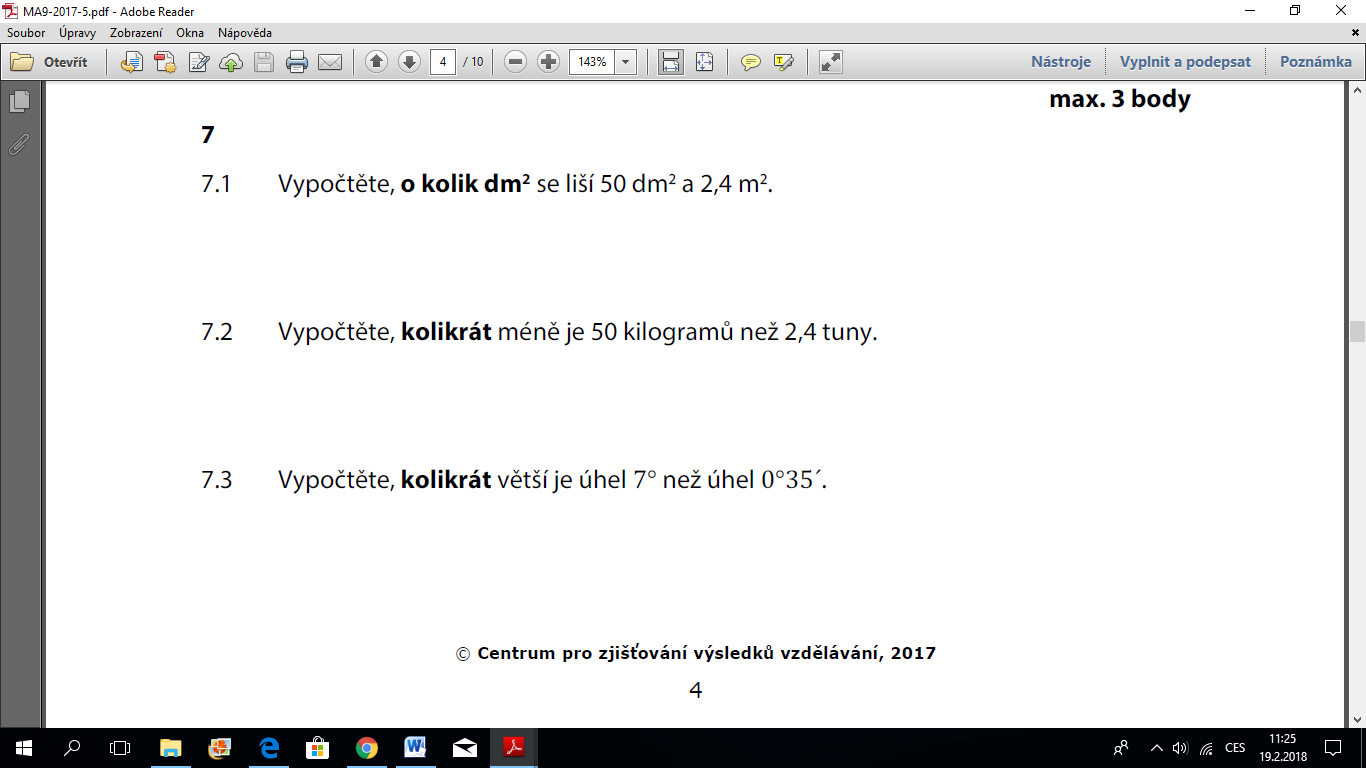 MA9-2017-5.pdf - Adobe Reader
Soubor Úpravy Zobrazení Okna Nápověda
Otevřít 4 / 10 143% Nástroje Vyplnit a podepsat Poznámka
max. 3 body
7
7.1 Vypočtěte, o kolik dm² se liší 50 dm² a 2,4 m².
7.2 Vypočtěte, kolikrát méně je 50 kilogramů než 2,4 tuny.
7.3 Vypočtěte, kolikrát větší je úhel 7° než úhel 0°35´.
© Centrum pro zjišťování výsledků vzdělávání, 2017
4
CES
11:25
19.2.2018